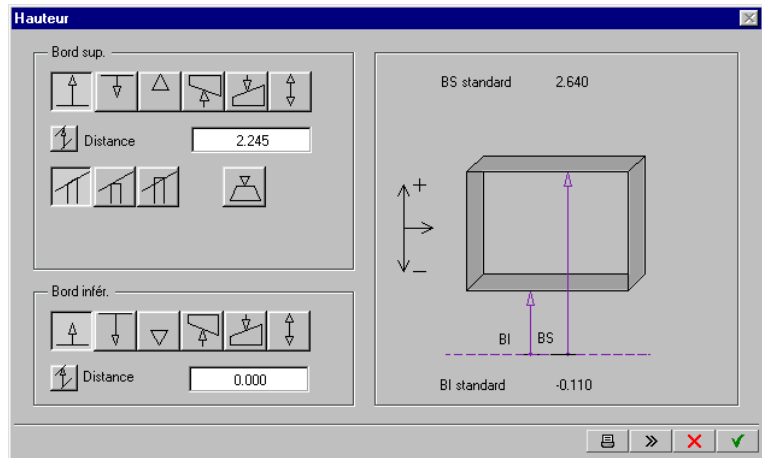 Hauteur
Bord sup.
Distance 2.245
Bord infér.
Distance 0.000
BS standard 2.640
+
–
BI BS
BI standard -0.110